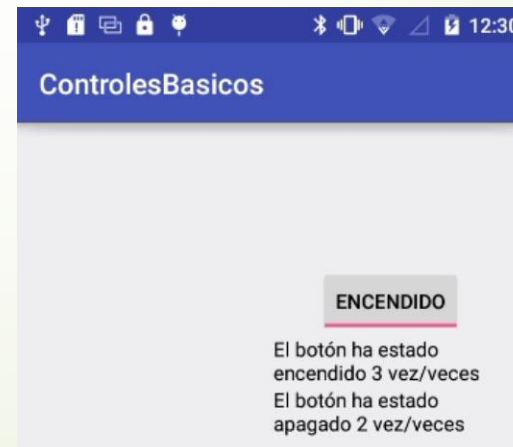 12:30
ControlesBasicos
ENCENDIDO
El botón ha estado
encendido 3 vez/veces
El botón ha estado
apagado 2 vez/veces